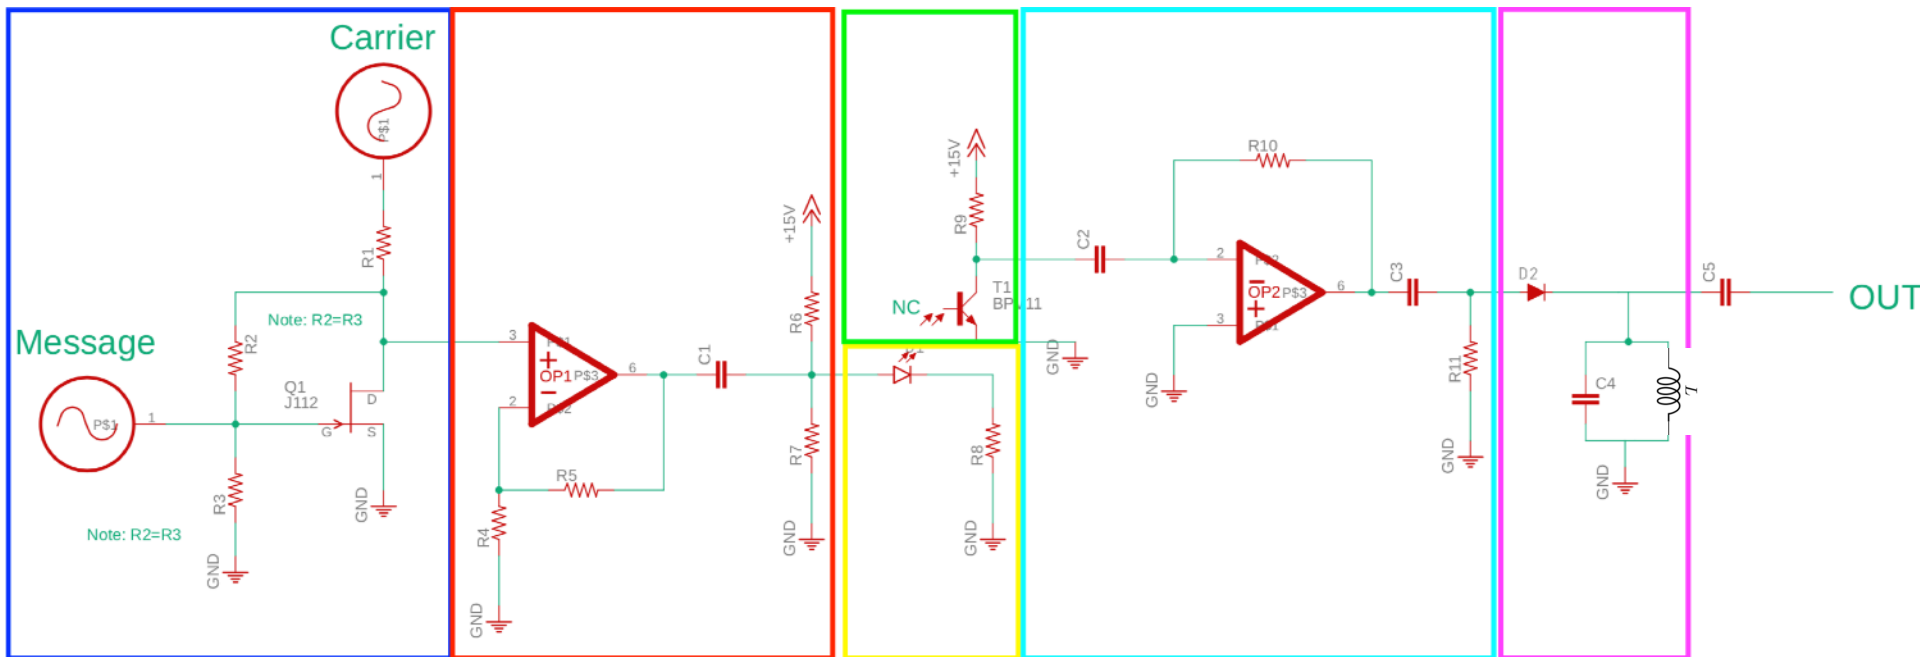 Carrier
P$1
1
R1
R2
Note: R2=R3
Message
P$1
1
Q1
J112
D
G
S
R3
Note: R2=R3
GND
GND
3
OP1
P$3
6
2
R5
R4
GND
C1
+15V
R6
R7
GND
+15V
R9
NC
T1
GND
R8
GND
C2
R10
2
OP2
P$3
6
3
GND
C3
R11
GND
D2
C4
L
GND
C5
OUT